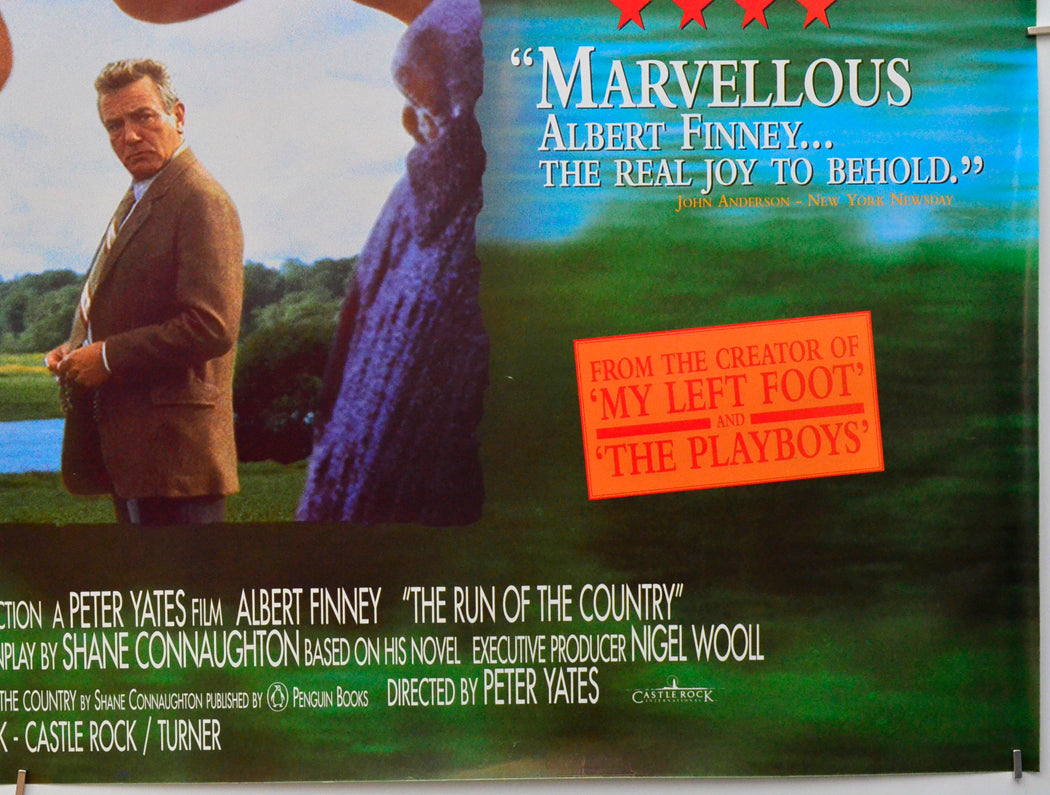 “MARVELLOUS
ALBERT FINNEY...
THE REAL JOY TO BEHOLD.”
JOHN ANDERSON - NEW YORK NEWSDAY
FROM THE CREATOR OF
‘MY LEFT FOOT’
AND
‘THE PLAYBOYS’
CTION A PETER YATES FILM ALBERT FINNEY “THE RUN OF THE COUNTRY”
NPLAY BY SHANE CONNAUGHTON BASED ON HIS NOVEL EXECUTIVE PRODUCER NIGEL WOOLL
THE COUNTRY BY SHANE CONNAUGHTON PUBLISHED BY PENGUIN BOOKS DIRECTED BY PETER YATES CASTLE ROCK INTERNATIONAL
K - CASTLE ROCK / TURNER